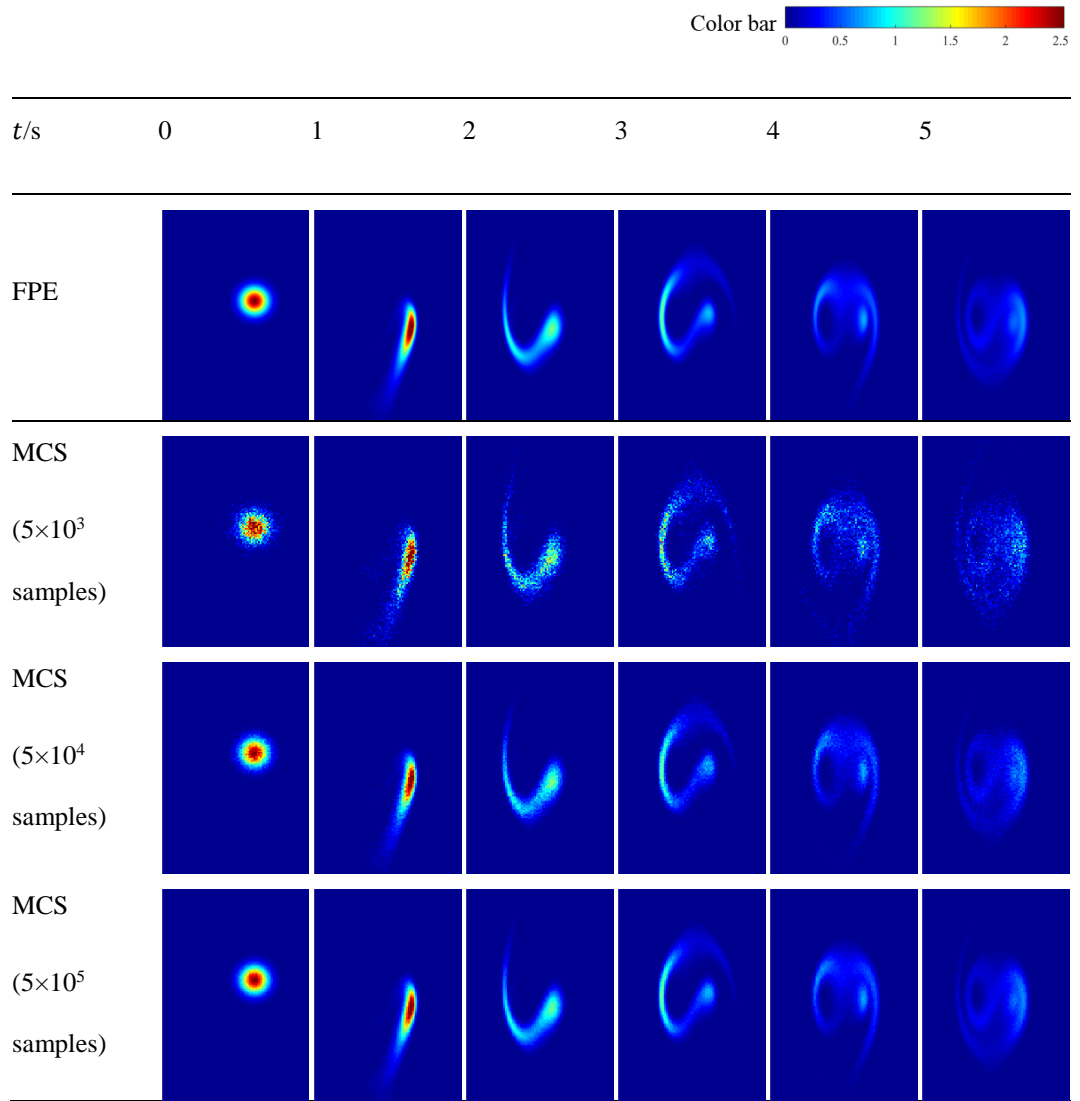 Color bar
0 0.5 1 1.5 2 2.5
t/s 0 1 2 3 4 5
FPE
MCS
(5×10³
samples)
MCS
(5×10⁴
samples)
MCS
(5×10⁵
samples)